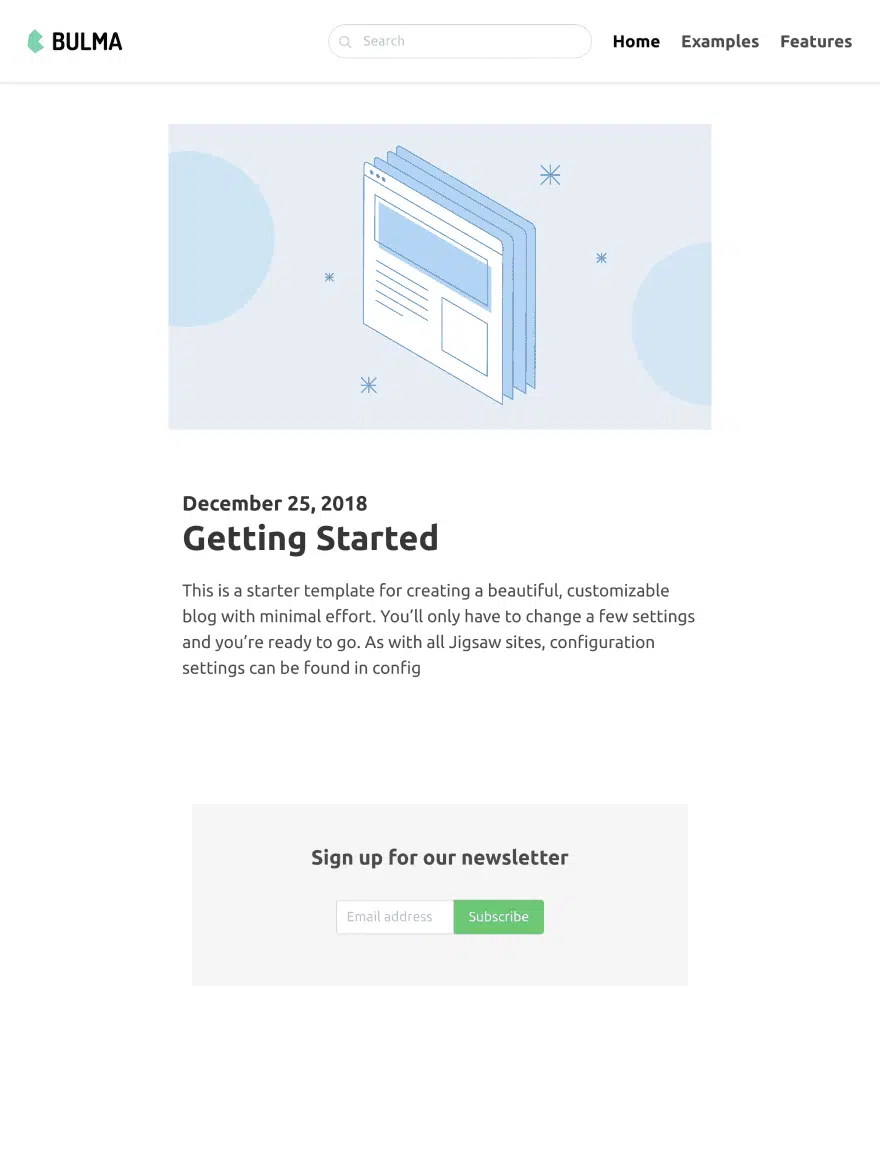 BULMA
Search
Home
Examples
Features
December 25, 2018
Getting Started
This is a starter template for creating a beautiful, customizable
blog with minimal effort. You’ll only have to change a few settings
and you’re ready to go. As with all Jigsaw sites, configuration
settings can be found in config
Sign up for our newsletter
Email address
Subscribe